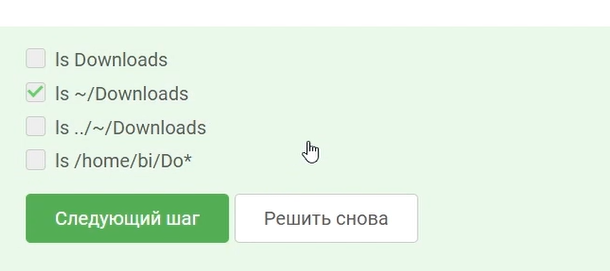 ls Downloads
ls ~/Downloads
ls ../~/Downloads
ls /home/bi/Do*
Следующий шаг Решить снова